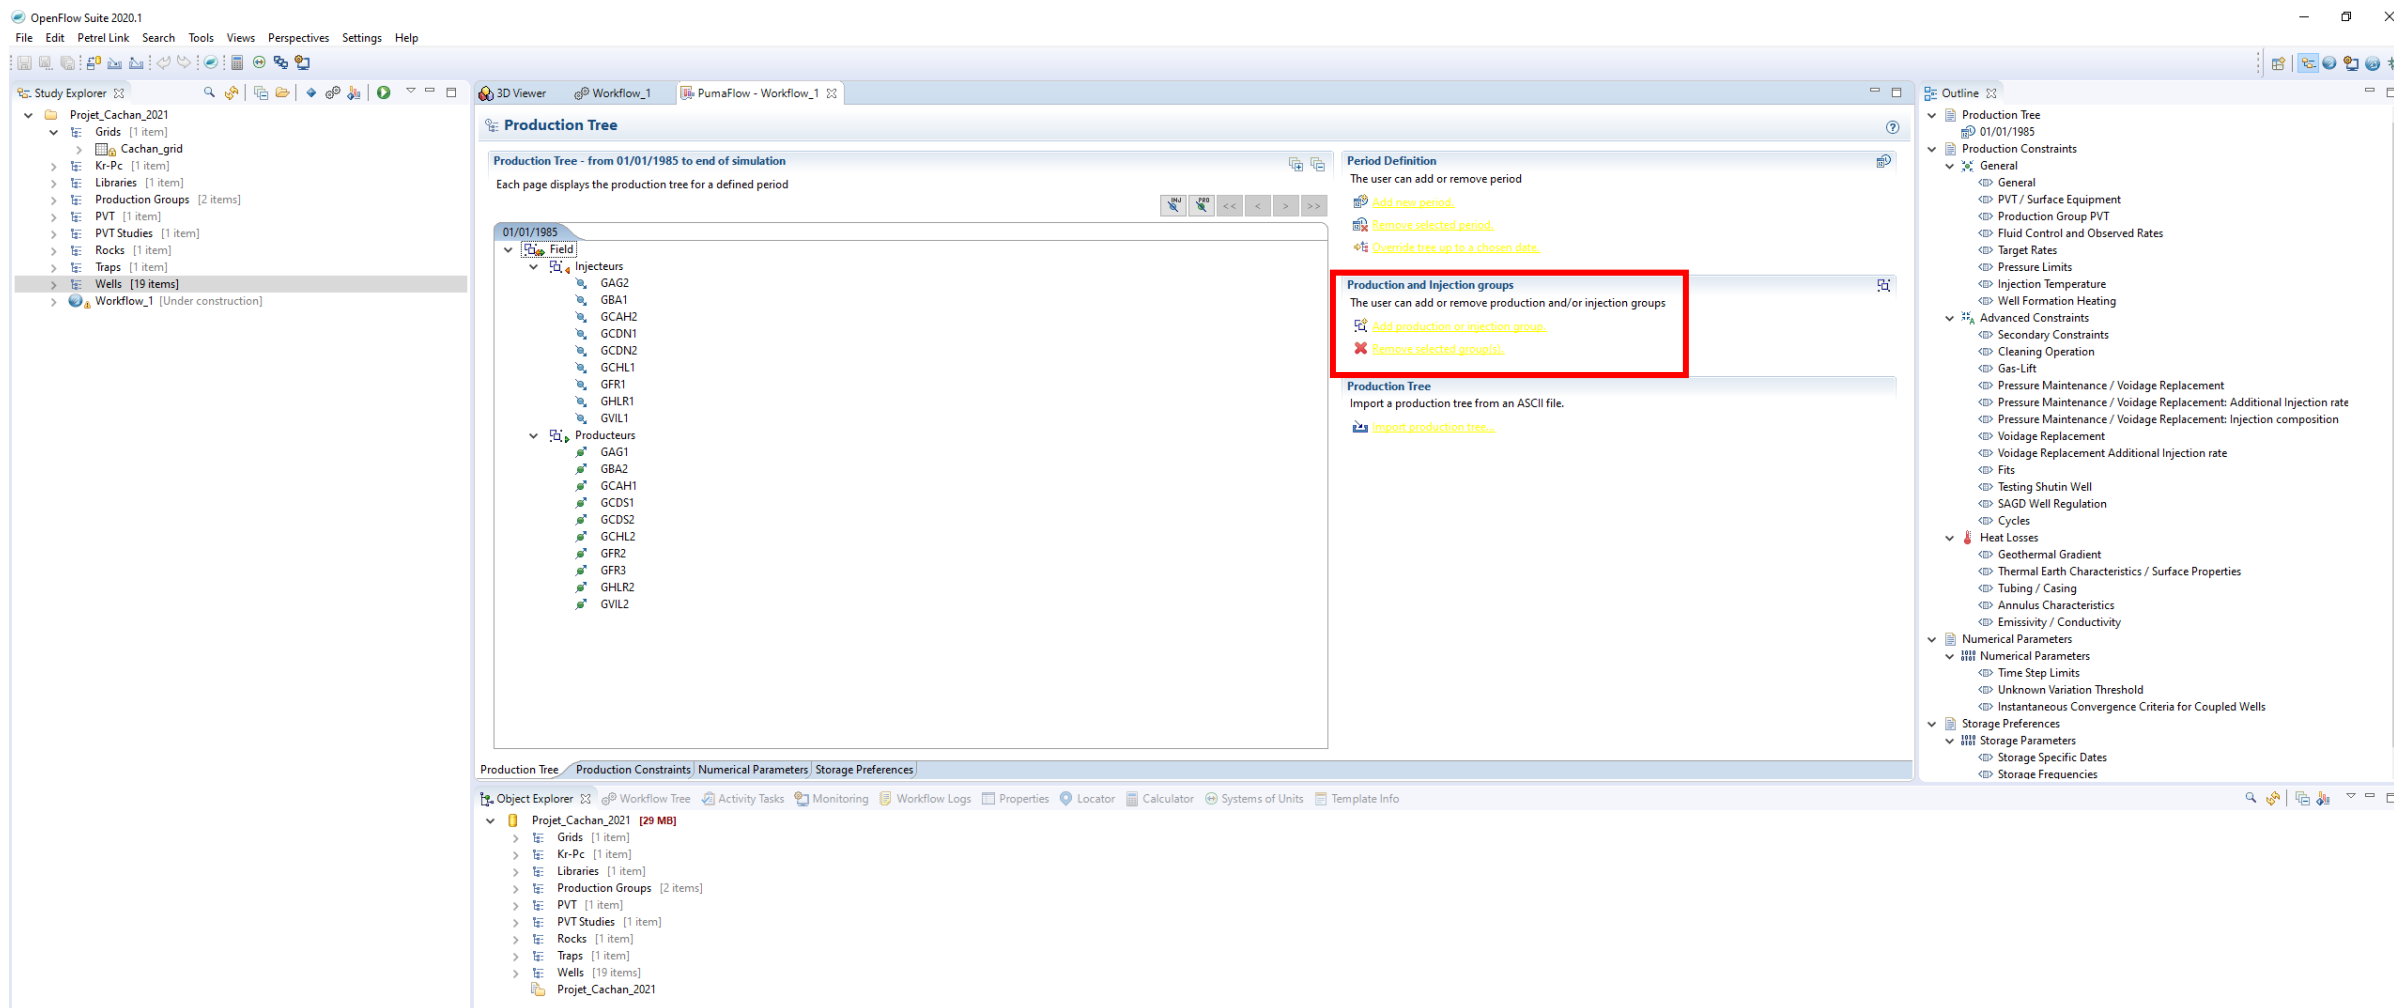 OpenFlow Suite 2020.1
File Edit Petrel Link Search Tools Views Perspectives Settings Help
Study Explorer
Projet_Cachan_2021
Grids [1 item]
Cachan_grid
Kr-Pc [1 item]
Libraries [1 item]
Production Groups [2 items]
PVT [1 item]
PVT Studies [1 item]
Rocks [1 item]
Traps [1 item]
Wells [19 items]
Workflow_1 [Under construction]
3D Viewer Workflow_1 PumaFlow - Workflow_1
Production Tree
Production Tree - from 01/01/1985 to end of simulation
Each page displays the production tree for a defined period
INJ PRO << < > >>
01/01/1985
Field
Injecteurs
GAG2
GBA1
GCAH2
GCDN1
GCDN2
GCHL1
GFR1
GHLR1
GVIL1
Producteurs
GAG1
GBA2
GCAH1
GCDS1
GCDS2
GCHL2
GFR2
GFR3
GHLR2
GVIL2
Period Definition
The user can add or remove period
Add new period.
Remove selected period.
Override tree up to a chosen date.
Production and Injection groups
The user can add or remove production and/or injection groups
Add production or injection group.
Remove selected group(s).
Production Tree
Import a production tree from an ASCII file.
Import production tree...
Production Tree Production Constraints Numerical Parameters Storage Preferences
Outline
Production Tree
01/01/1985
Production Constraints
General
General
PVT / Surface Equipment
Production Group PVT
Fluid Control and Observed Rates
Target Rates
Pressure Limits
Injection Temperature
Well Formation Heating
Advanced Constraints
Secondary Constraints
Cleaning Operation
Gas-Lift
Pressure Maintenance / Voidage Replacement
Pressure Maintenance / Voidage Replacement: Additional Injection rate
Pressure Maintenance / Voidage Replacement: Injection composition
Voidage Replacement
Voidage Replacement Additional Injection rate
Fits
Testing Shutin Well
SAGD Well Regulation
Cycles
Heat Losses
Geothermal Gradient
Thermal Earth Characteristics / Surface Properties
Tubing / Casing
Annulus Characteristics
Emissivity / Conductivity
Numerical Parameters
Numerical Parameters
Time Step Limits
Unknown Variation Threshold
Instantaneous Convergence Criteria for Coupled Wells
Storage Preferences
Storage Parameters
Storage Specific Dates
Storage Frequencies
Object Explorer Workflow Tree Activity Tasks Monitoring Workflow Logs Properties Locator Calculator Systems of Units Template Info
Projet_Cachan_2021 [29 MB]
Grids [1 item]
Kr-Pc [1 item]
Libraries [1 item]
Production Groups [2 items]
PVT [1 item]
PVT Studies [1 item]
Rocks [1 item]
Traps [1 item]
Wells [19 items]
Projet_Cachan_2021